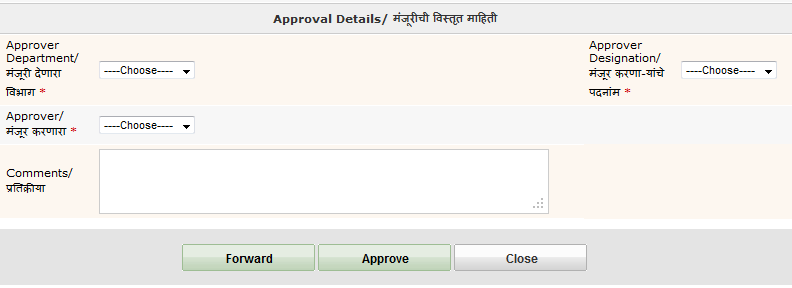 Approval Details/ मंजूरीची विस्तृत माहिती
Approver
Department/
मंजूरी देणारा
विभाग *
----Choose----
Approver
Designation/
मंजूर करणा-यांचे
पदनांम *
----Choose----
Approver/
मंजूर करणारा *
----Choose----
Comments/
प्रतिक्रीया
Forward
Approve
Close